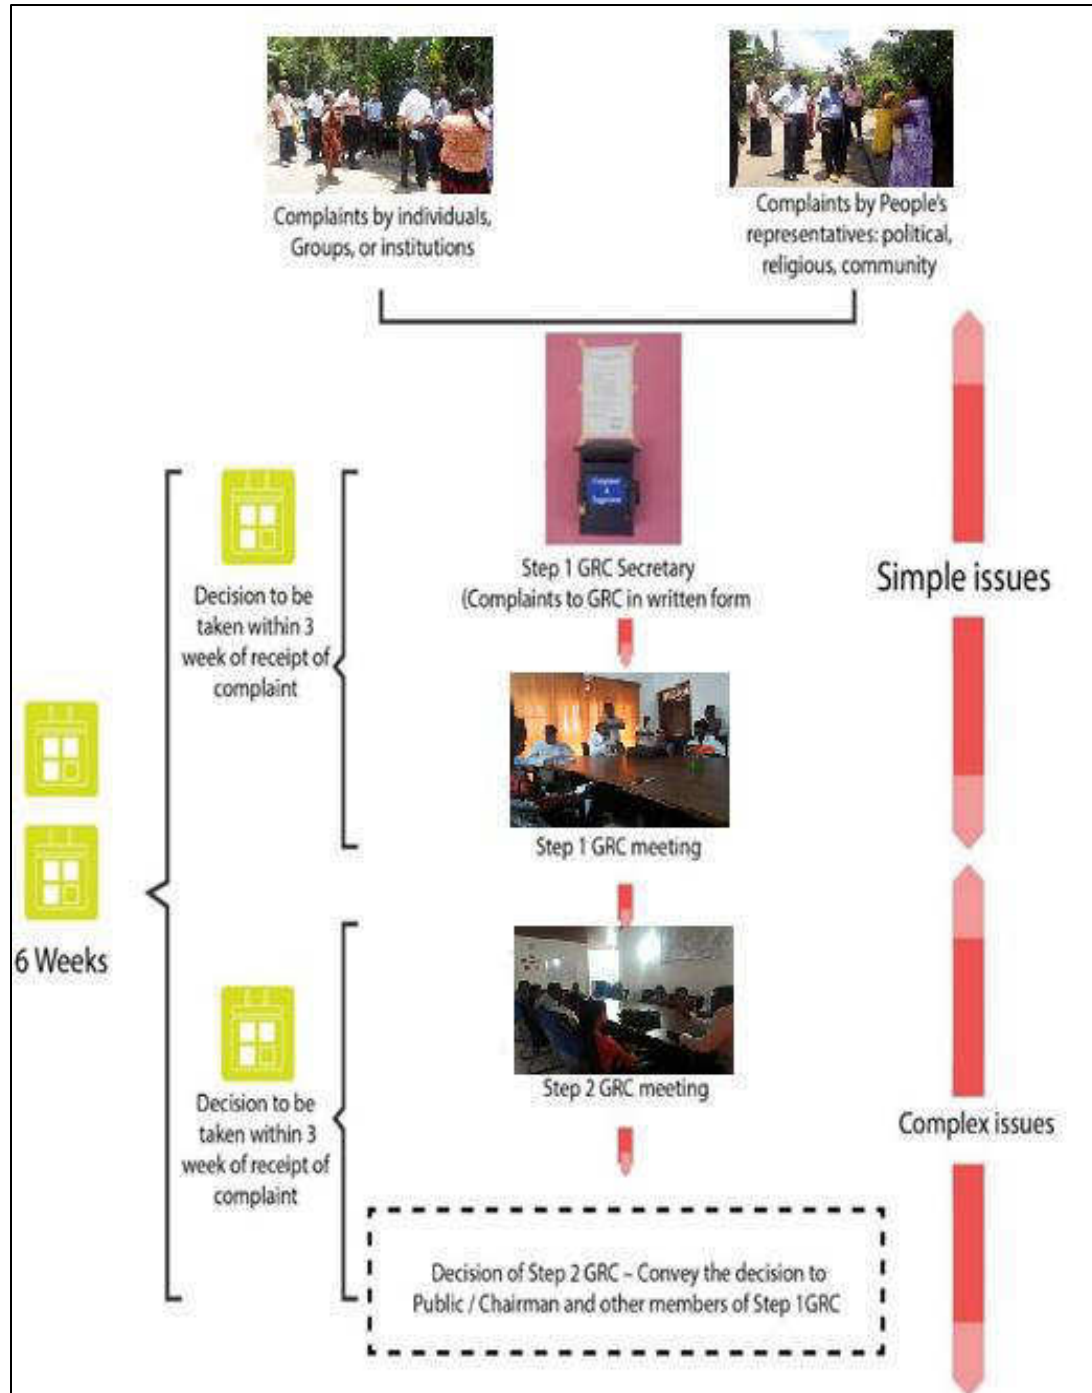 Complaints by individuals,
Groups, or institutions
Complaints by People's
representatives: political,
religious, community
Step 1 GRC Secretary
(Complaints to GRC in written form
Simple issues
Decision to be
taken within 3
week of receipt of
complaint
Step 1 GRC meeting
6 Weeks
Step 2 GRC meeting
Decision to be
taken within 3
week of receipt of
complaint
Complex issues
Decision of Step 2 GRC – Convey the decision to
Public / Chairman and other members of Step 1GRC